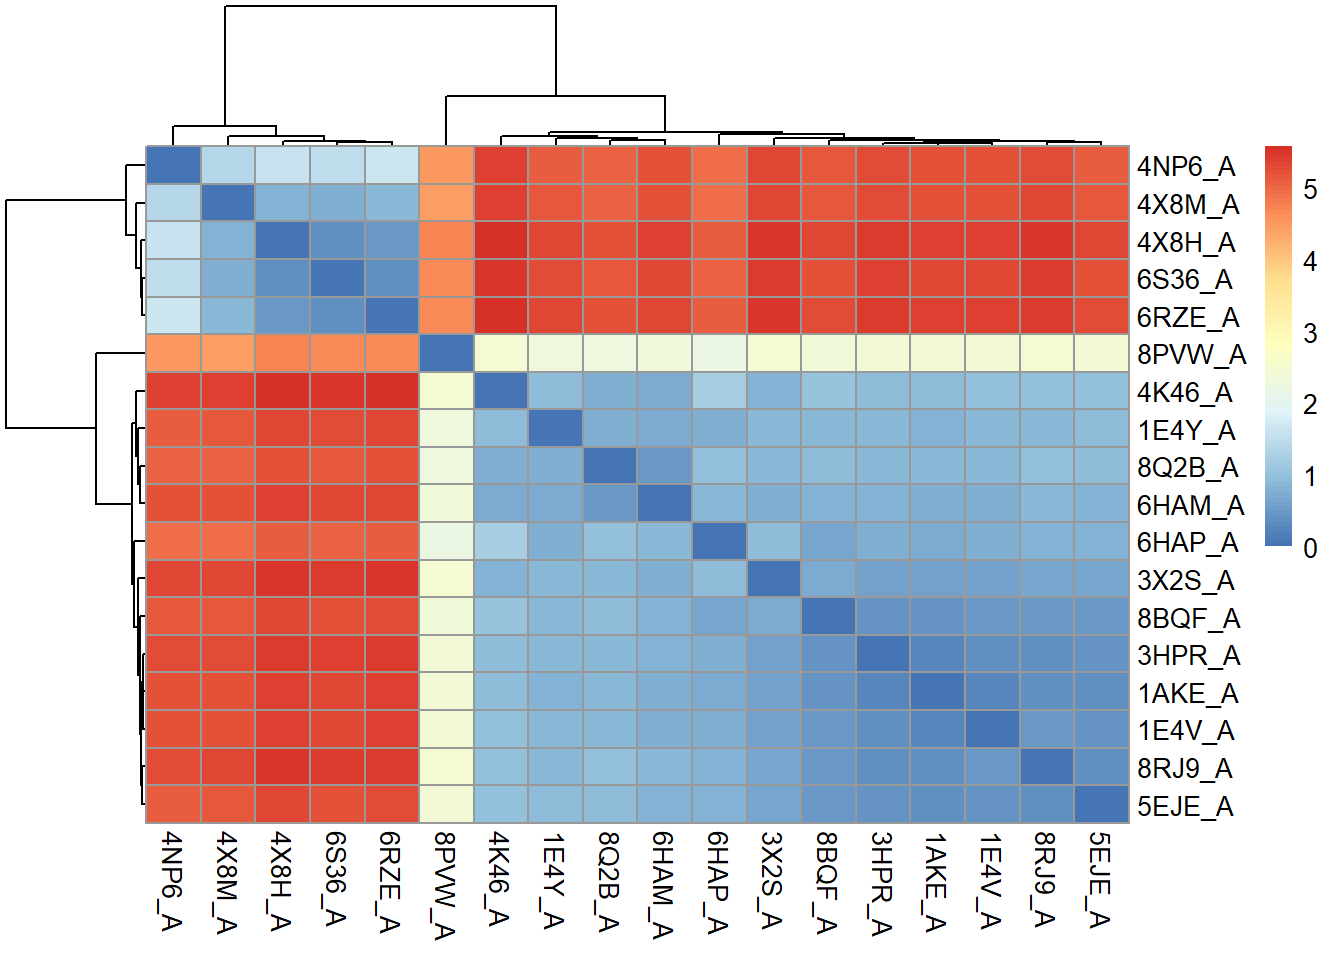 4NP6_A
4X8M_A
4X8H_A
6S36_A
6RZE_A
8PVW_A
4K46_A
1E4Y_A
8Q2B_A
6HAM_A
6HAP_A
3X2S_A
8BQF_A
3HPR_A
1AKE_A
1E4V_A
8RJ9_A
5EJE_A
5
4
3
2
1
0
4NP6_A
4X8M_A
4X8H_A
6S36_A
6RZE_A
8PVW_A
4K46_A
1E4Y_A
8Q2B_A
6HAM_A
6HAP_A
3X2S_A
8BQF_A
3HPR_A
1AKE_A
1E4V_A
8RJ9_A
5EJE_A